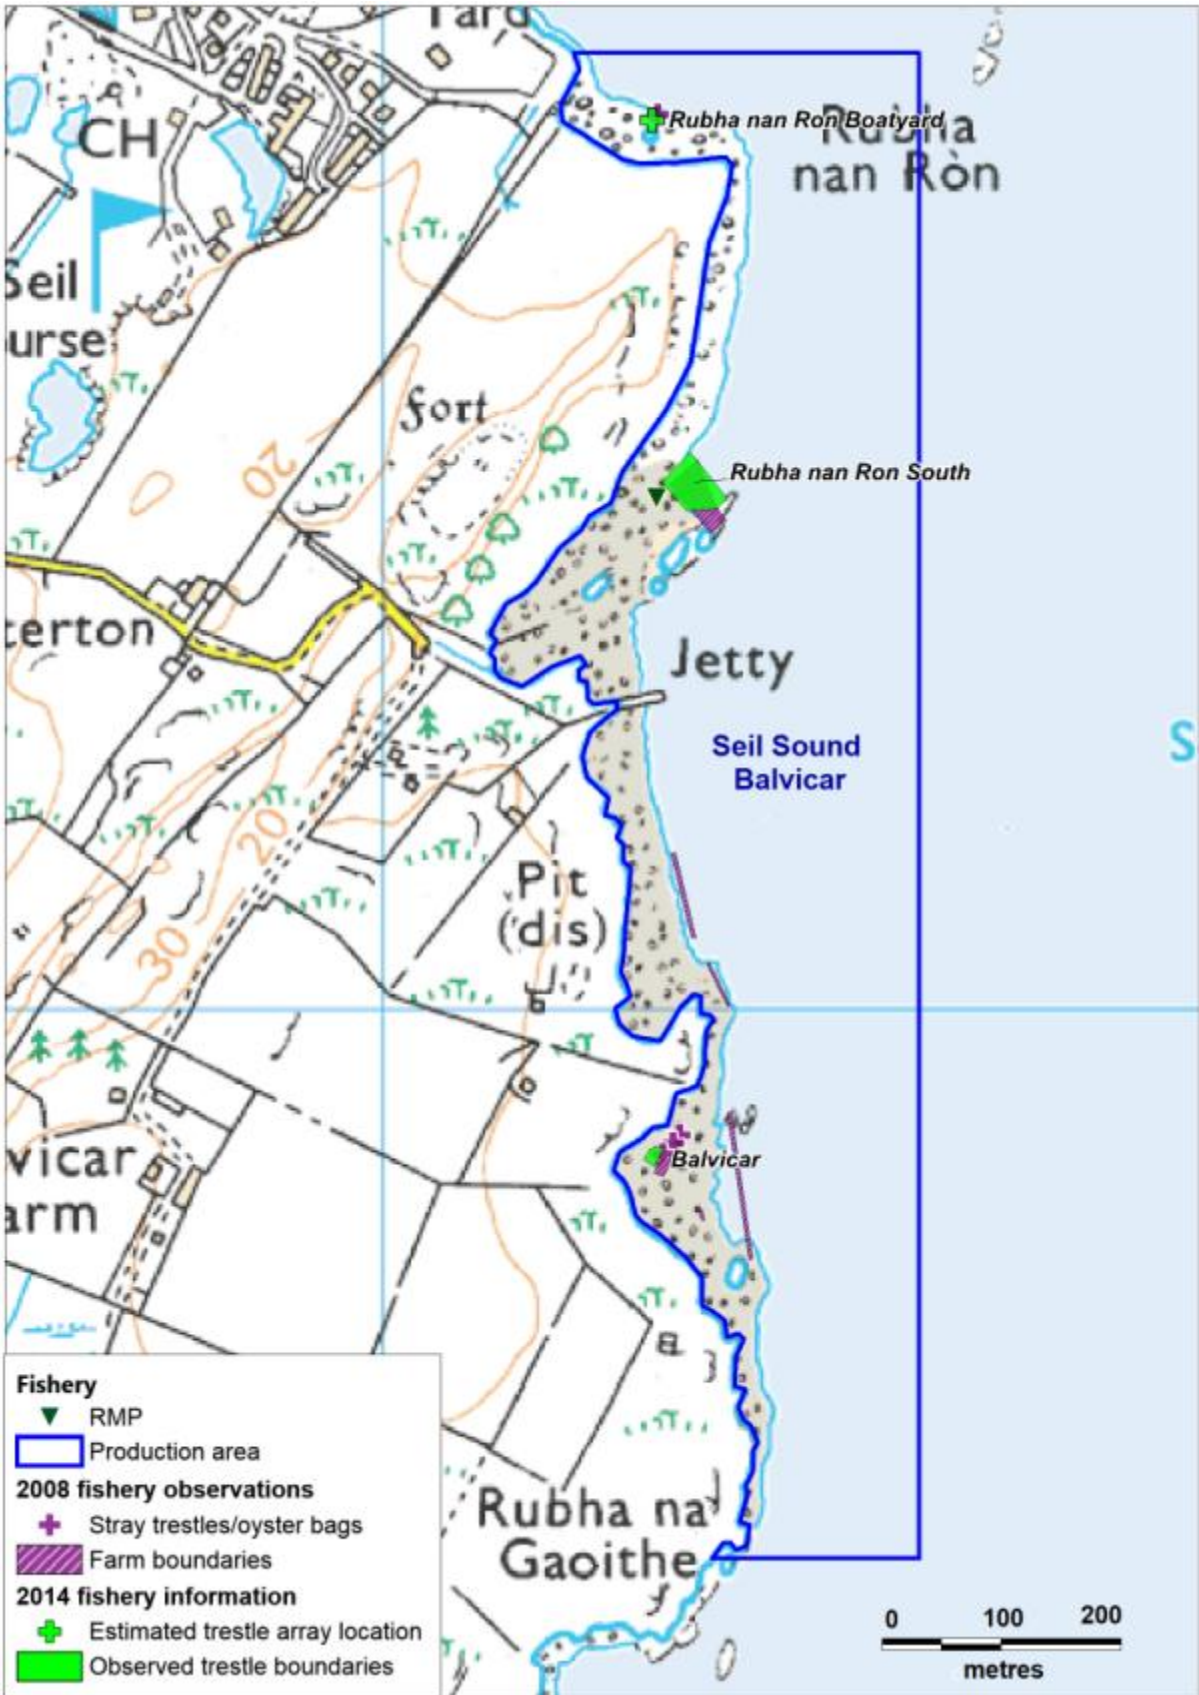 Yard
CH
Rubha nan Ron Boatyard
Rubha
nan Ròn
Seil
urse
Fort
20
Rubha nan Ron South
terton
Jetty
Seil Sound
Balvicar
S
20
30
Pit
(dis)
vicar
arm
Balvicar
Rubha na
Gaoithe
Fishery
RMP
Production area
2008 fishery observations
Stray trestles/oyster bags
Farm boundaries
2014 fishery information
Estimated trestle array location
Observed trestle boundaries
0 100 200
metres